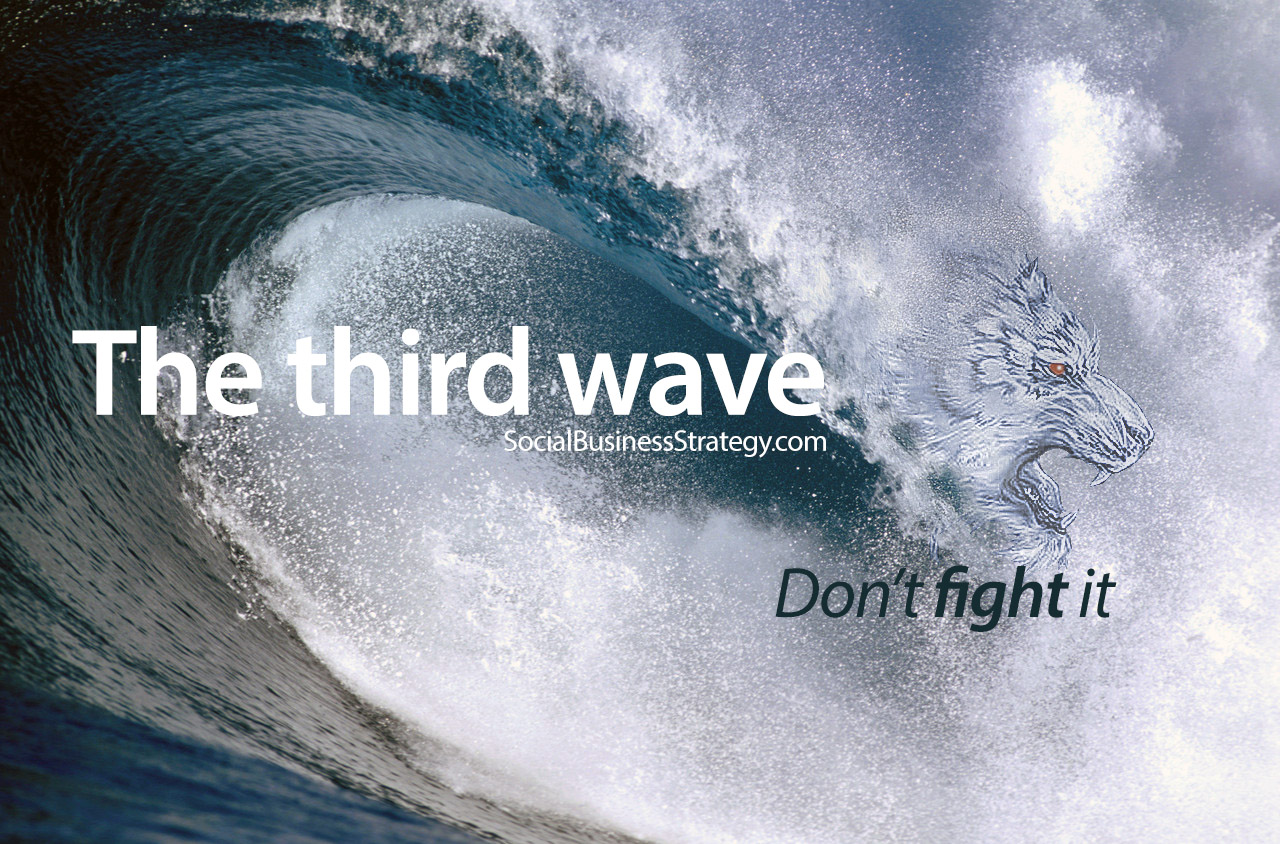 The third wave
SocialBusinessStrategy.com
Don't fight it